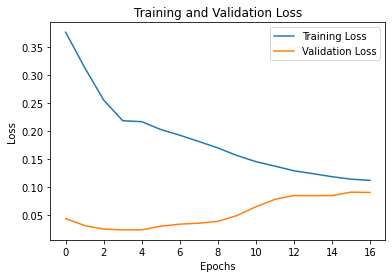 Training and Validation Loss
Training Loss
Validation Loss
Loss
0.35
0.30
0.25
0.20
0.15
0.10
0.05
0 2 4 6 8 10 12 14 16
Epochs